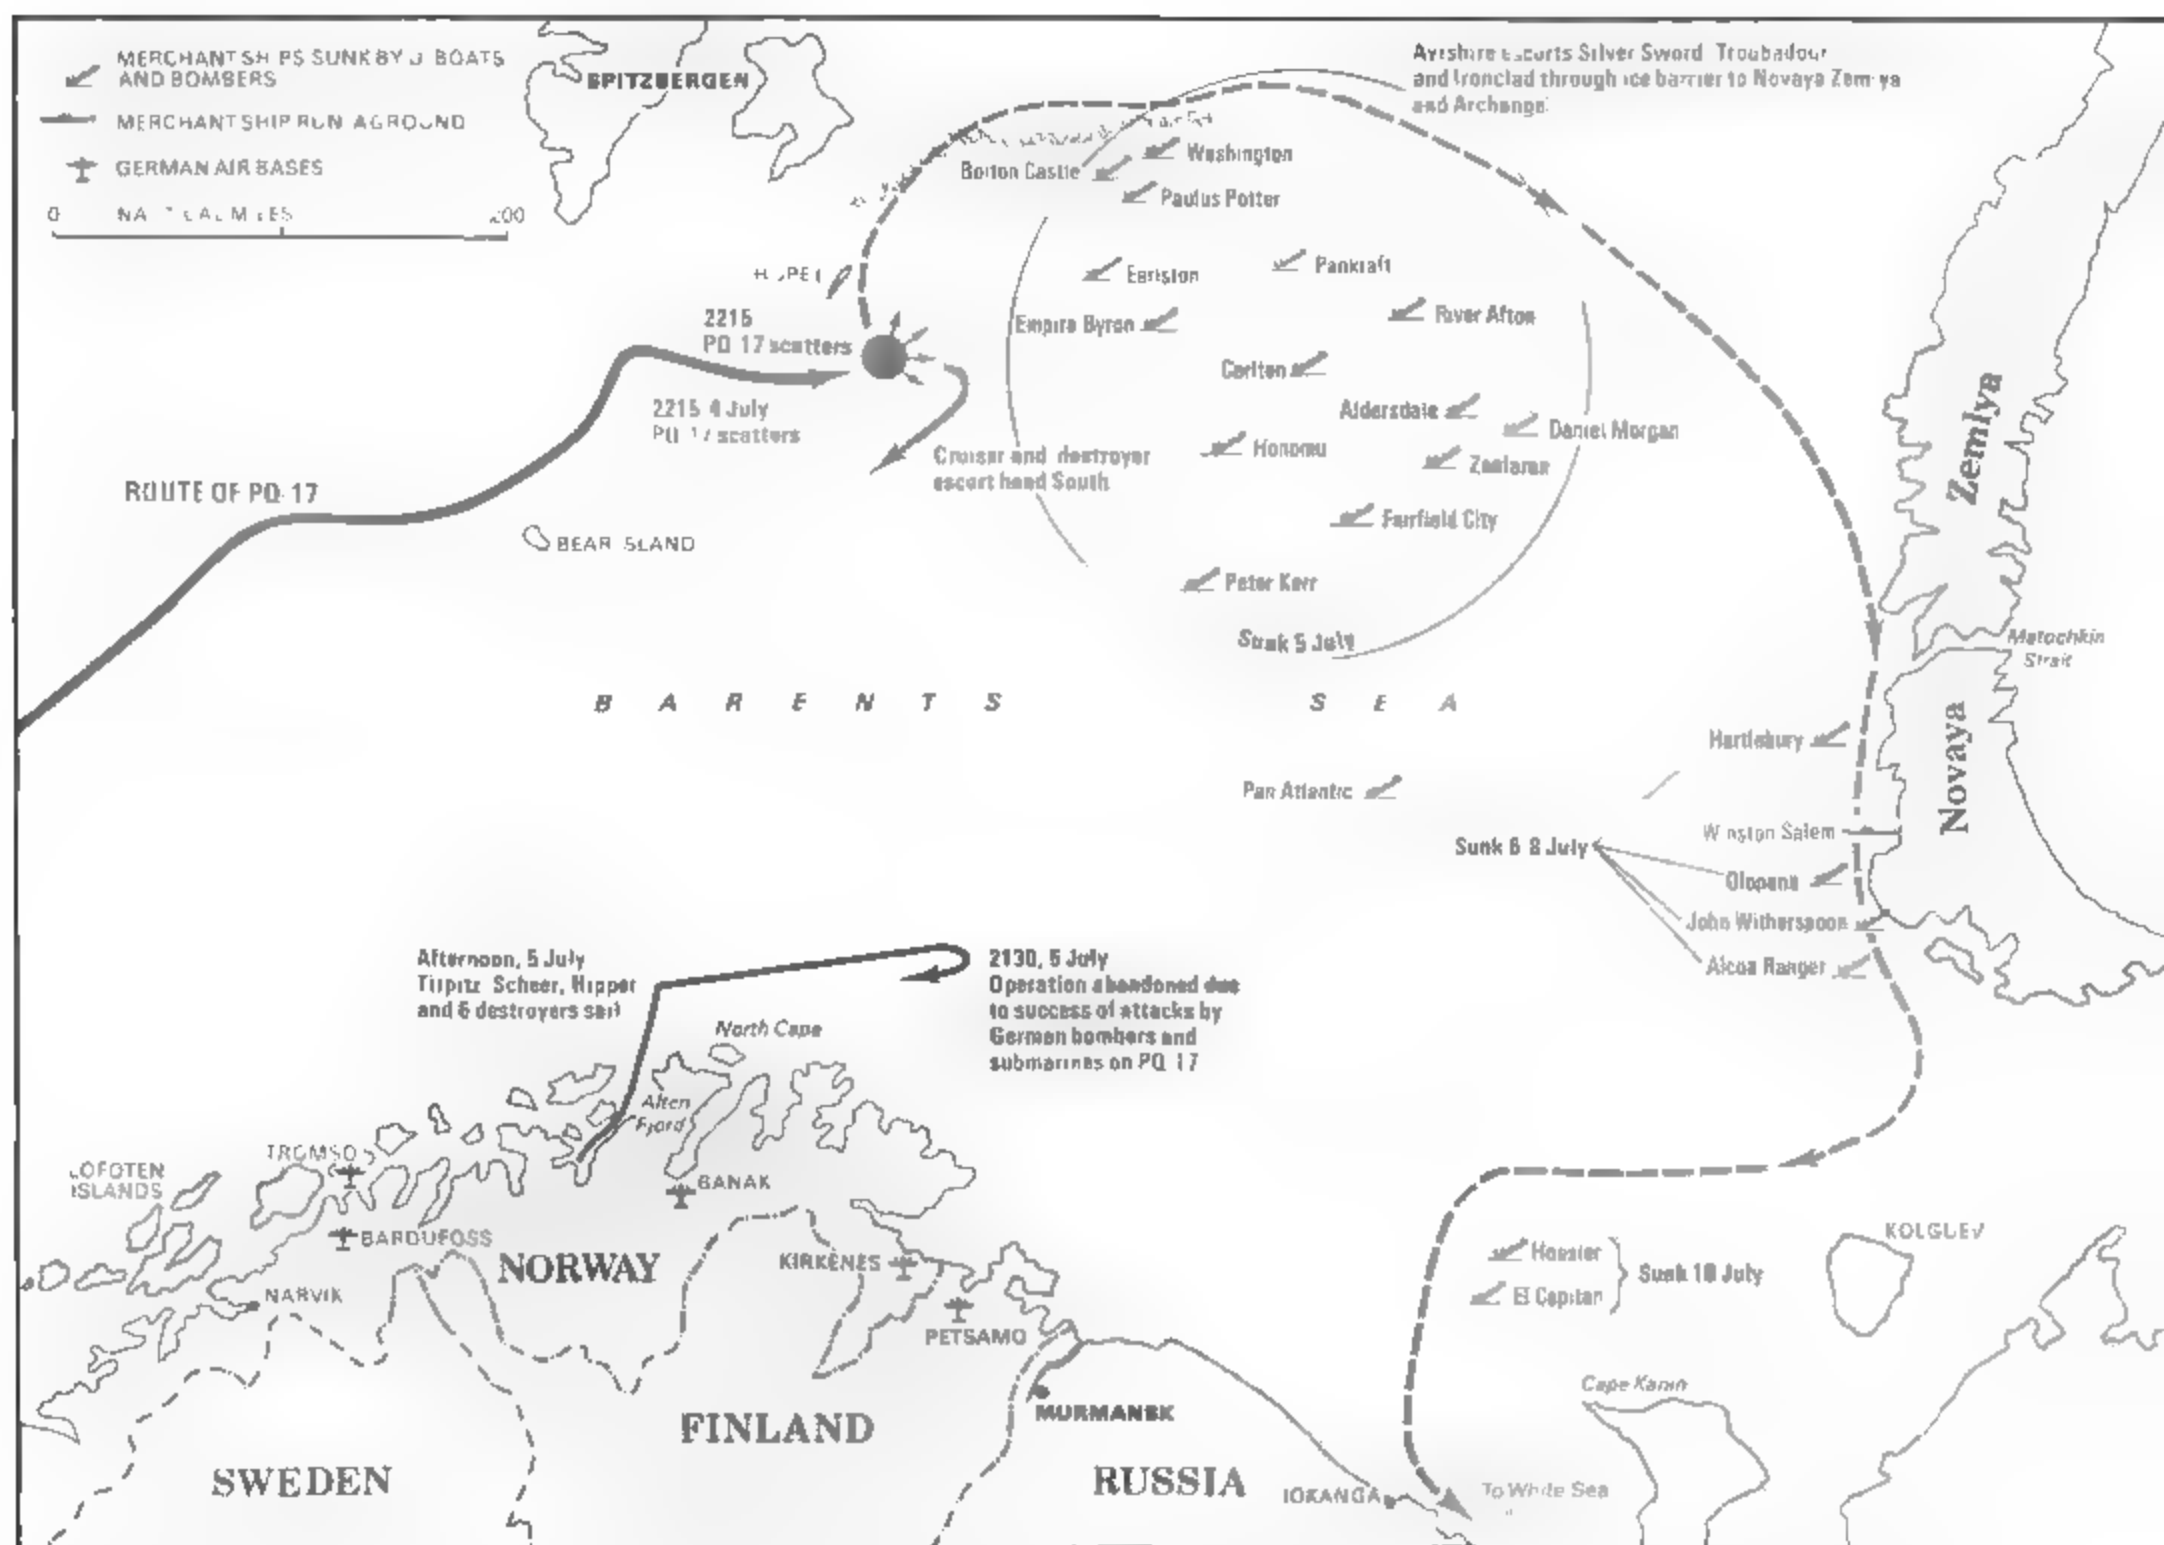 MERCHANT SHIPS SUNK BY U BOATS
AND BOMBERS
MERCHANT SHIP RUN AGROUND
GERMAN AIR BASES
0 NAUTICAL MILES 200
SPITZBERGEN
Ayrshire Escorts Silver Sword Troubadour
and Ironclad through ice barrier to Novaya Zemlya
and Archangel
Bolton Castle
Washington
Paulus Potter
HOPE I
Earlston
Pankraft
Empire Byron
River Afton
2215
PQ 17 scatters
Carlton
2215 4 July
PQ 17 scatters
Aldersdale
Daniel Morgan
Honomu
Zaafaran
Cruiser and destroyer
escort head South
ROUTE OF PQ 17
Fairfield City
BEAR ISLAND
Peter Kerr
Sunk 5 July
Zemlya
Matochkin
Strait
BARENTS SEA
Novaya
Hartlebury
Pan Atlantic
Winston Salem
Sunk 6 8 July
Olopana
John Witherspoon
Alcoa Ranger
Afternoon, 5 July
Tirpitz Scheer, Hipper
and 6 destroyers sail
2130, 5 July
Operation abandoned due
to success of attacks by
German bombers and
submarines on PQ 17
North Cape
Alten
Fjord
TROMSO
LOFOTEN
ISLANDS
BANAK
BARDUFOSS
NORWAY
KIRKENES
NARVIK
PETSAMO
KOLGUEV
Hoosier
El Capitan
Sunk 10 July
Cape Kanin
MURMANSK
FINLAND
SWEDEN
RUSSIA
IOKANGA
To White Sea